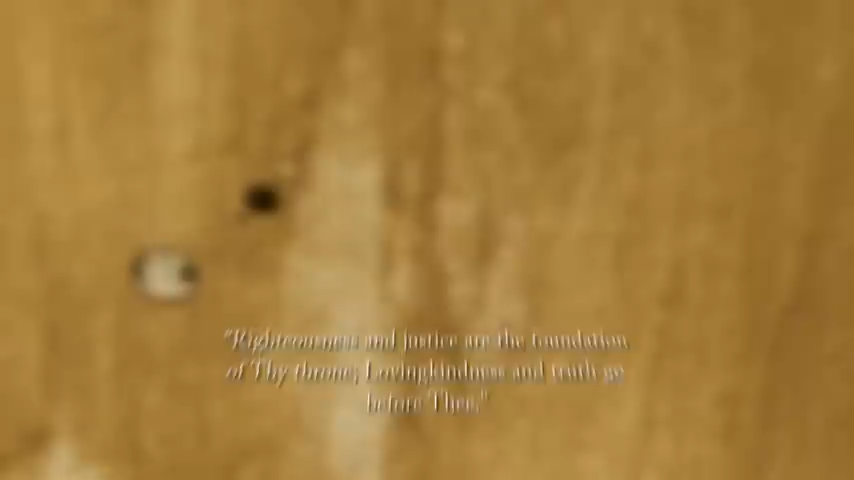 "Righteousness and justice are the foundation
of Thy throne; Lovingkindness and truth go
before Thee."